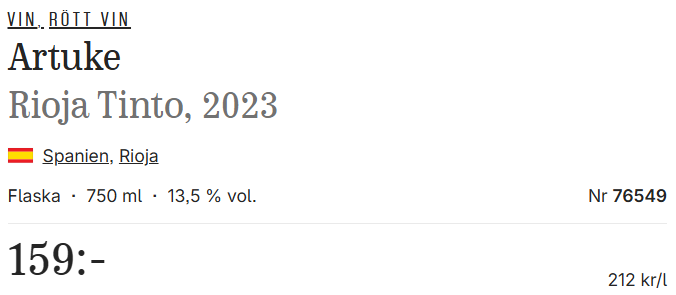 VIN, RÖTT VIN
Artuke
Rioja Tinto, 2023
Spanien, Rioja
Flaska · 750 ml · 13,5 % vol. Nr 76549
159:-
212 kr/l